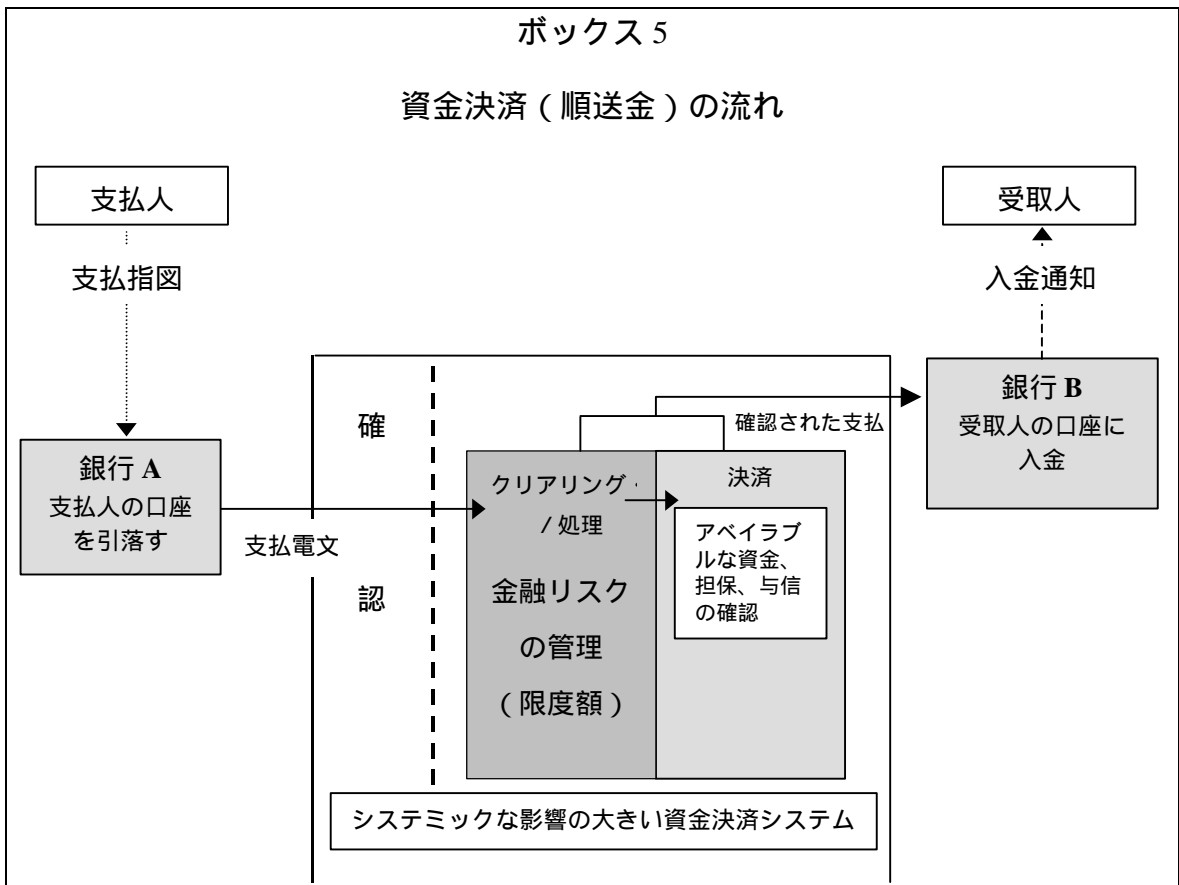 ボックス 5
資金決済（順送金）の流れ
支払人
受取人
支払指図
入金通知
銀行 A
支払人の口座
を引落す
支払電文
確
認
クリアリング・
/ 処理
金融リスク
の管理
（限度額）
決済
アベイラブ
ルな資金、
担保、与信
の確認
確認された支払
銀行 B
受取人の口座に
入金
システミックな影響の大きい資金決済システム